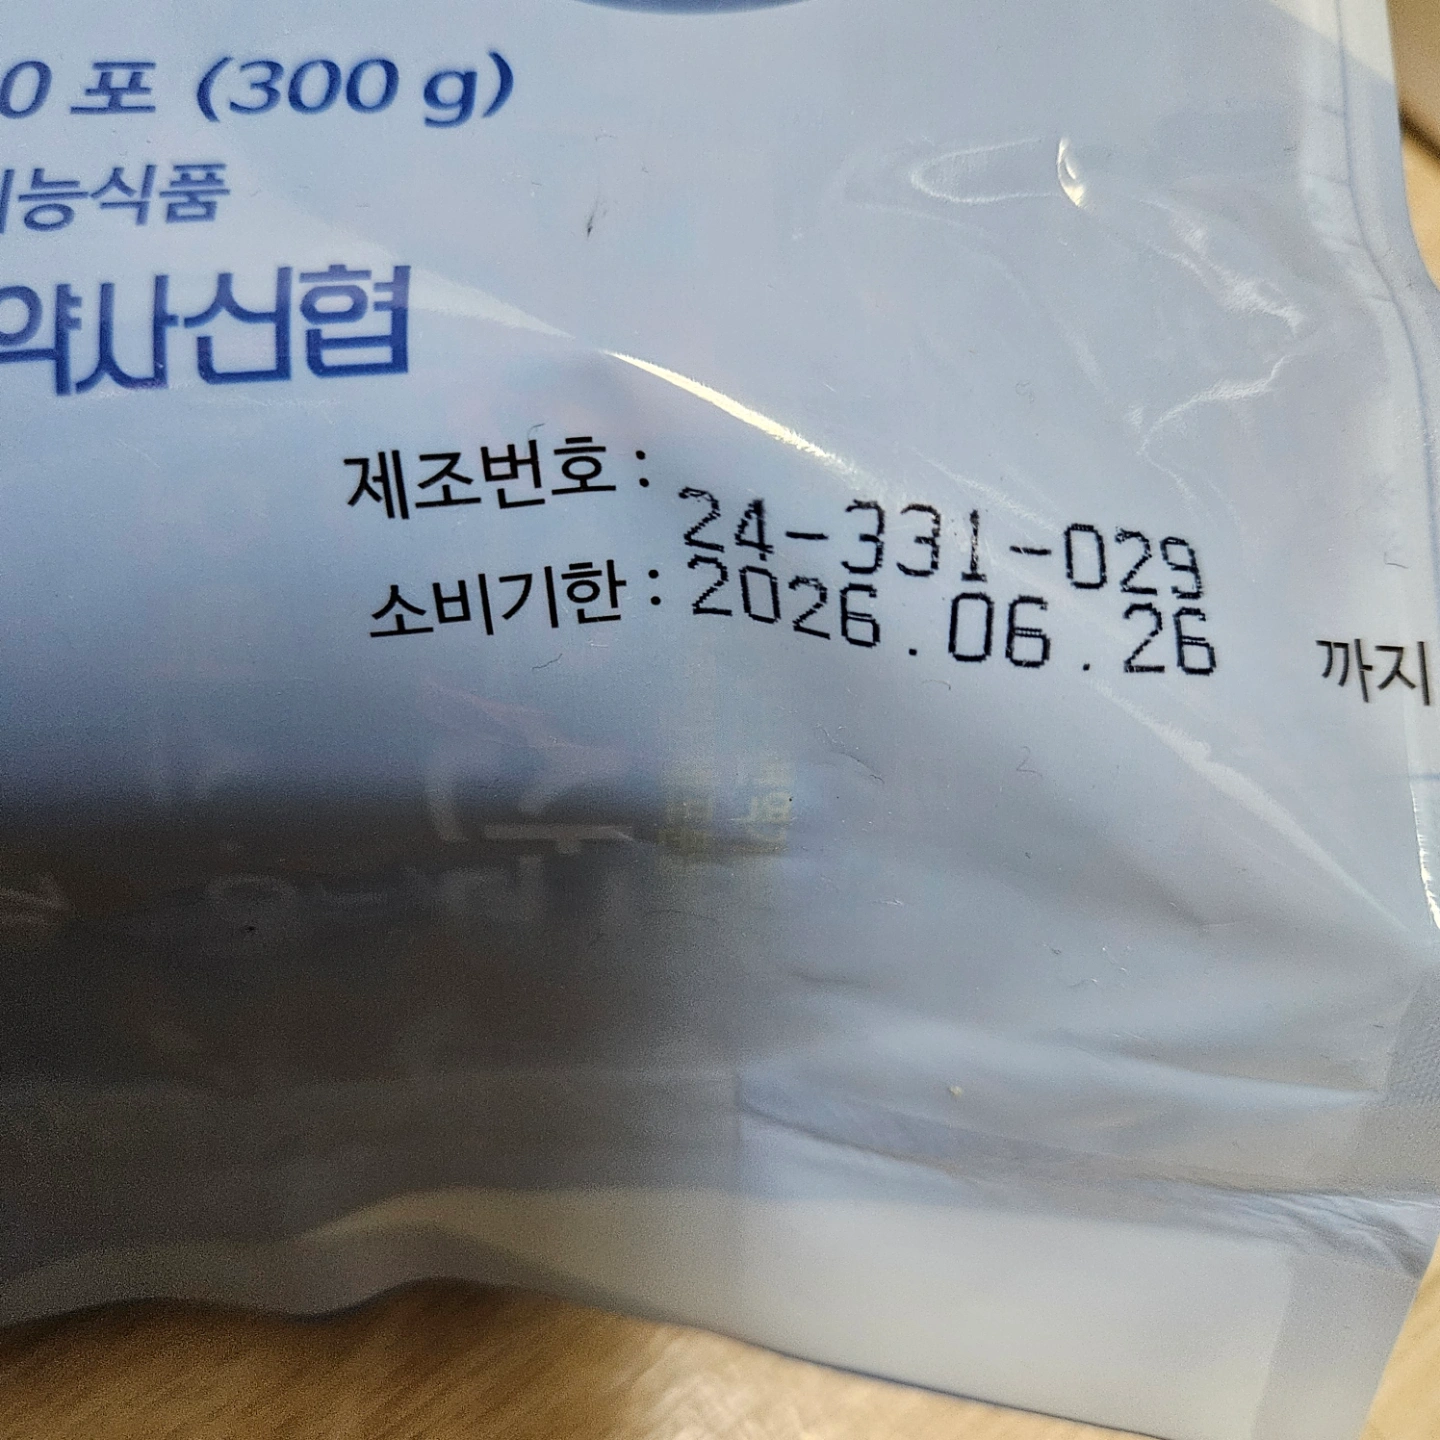 0 포 (300 g)
능식품
약사신협
제조번호 : 24-331-029
소비기한 : 2026.06.26 까지